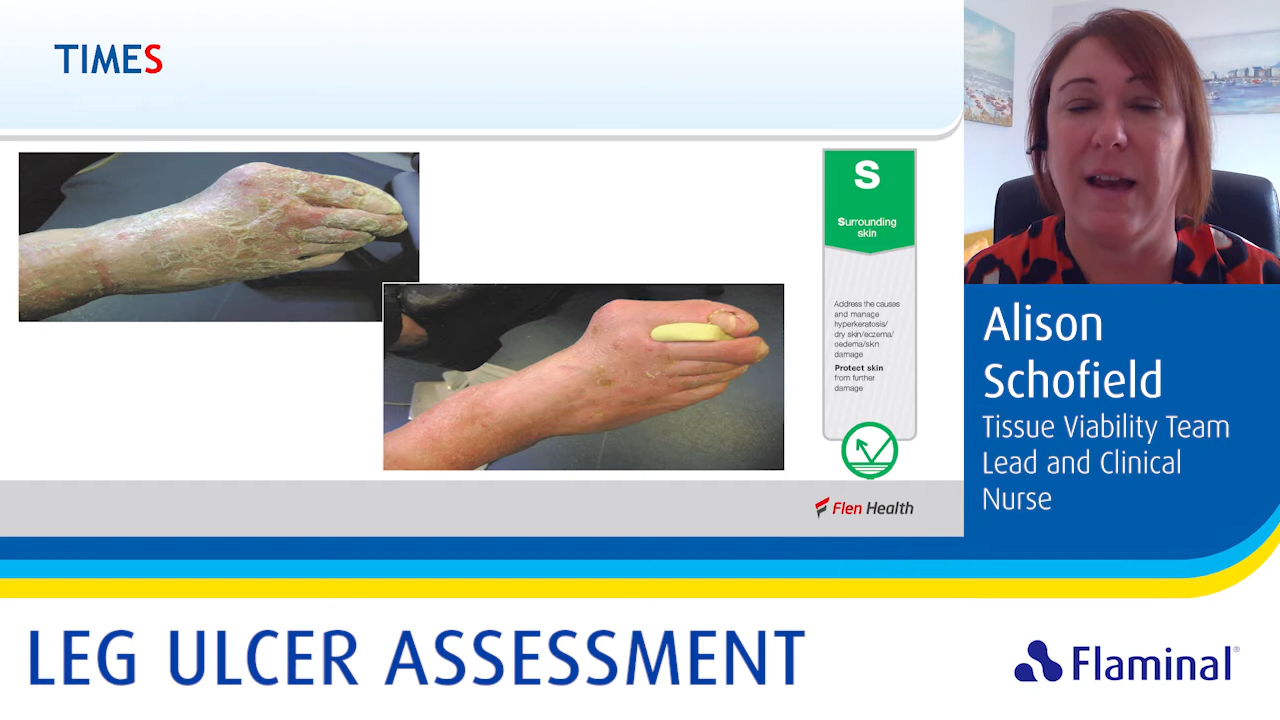 TIMES
S
Surrounding
skin
Address the causes
and manage
hyperkeratosis/
dry skin/eczema/
oedema/skin
damage
Protect skin
from further
damage
Flen Health
Alison
Schofield
Tissue Viability Team
Lead and Clinical
Nurse
LEG ULCER ASSESSMENT
Flaminal®